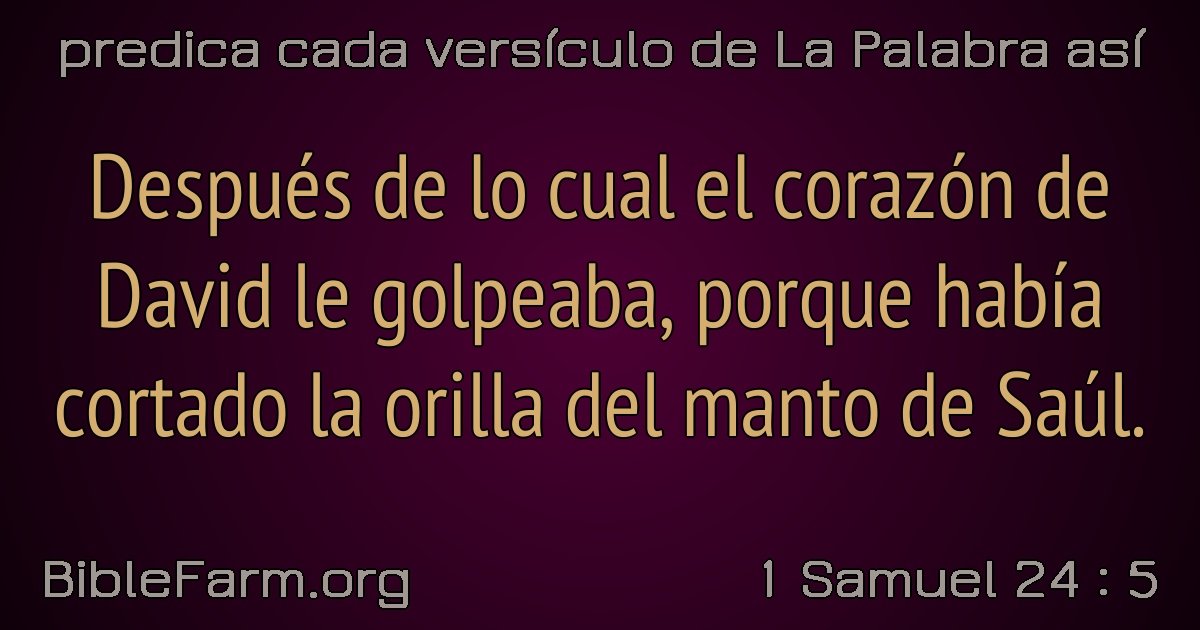 predica cada versículo de La Palabra así
Después de lo cual el corazón de
David le golpeaba, porque había
cortado la orilla del manto de Saúl.
BibleFarm.org
1 Samuel 24 : 5